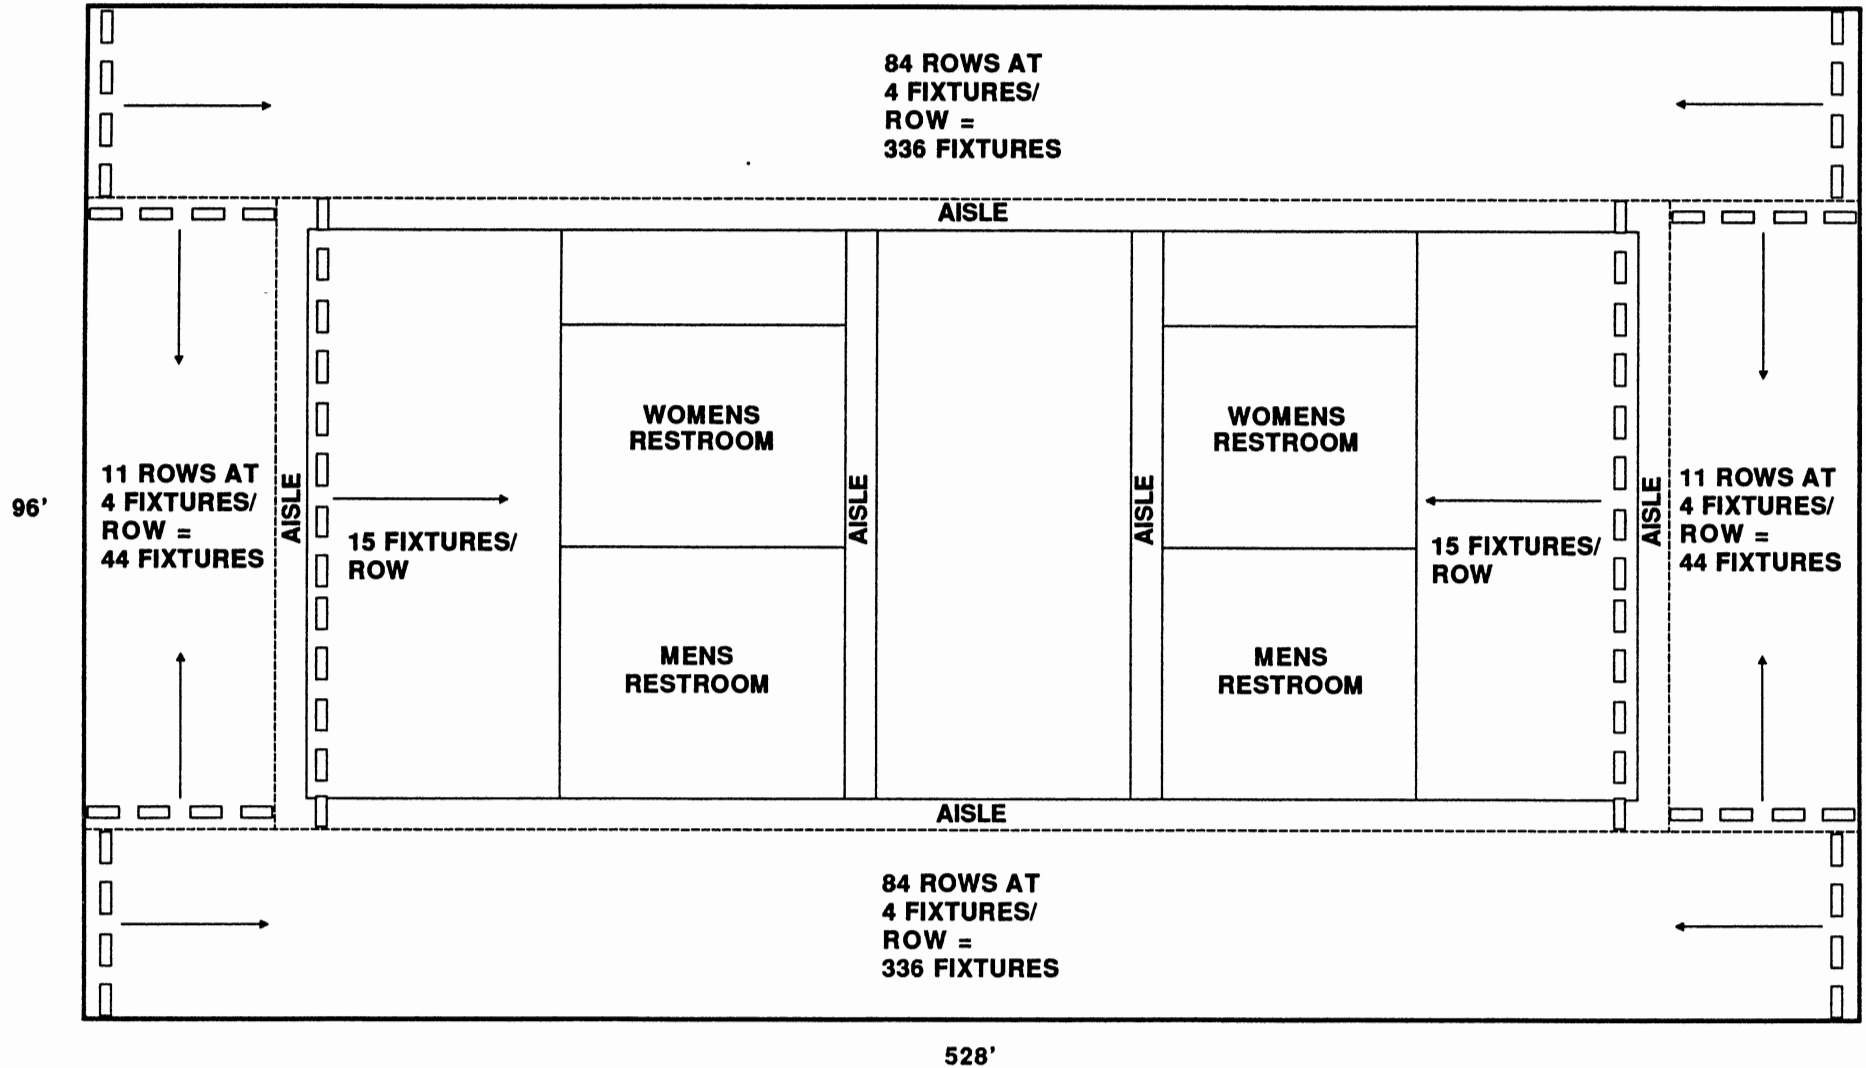 84 ROWS AT
4 FIXTURES/
ROW =
336 FIXTURES
AISLE
WOMENS
RESTROOM
WOMENS
RESTROOM
96'
11 ROWS AT
4 FIXTURES/
ROW =
44 FIXTURES
AISLE
15 FIXTURES/
ROW
AISLE
AISLE
15 FIXTURES/
ROW
AISLE
11 ROWS AT
4 FIXTURES/
ROW =
44 FIXTURES
MENS
RESTROOM
MENS
RESTROOM
AISLE
84 ROWS AT
4 FIXTURES/
ROW =
336 FIXTURES
528'